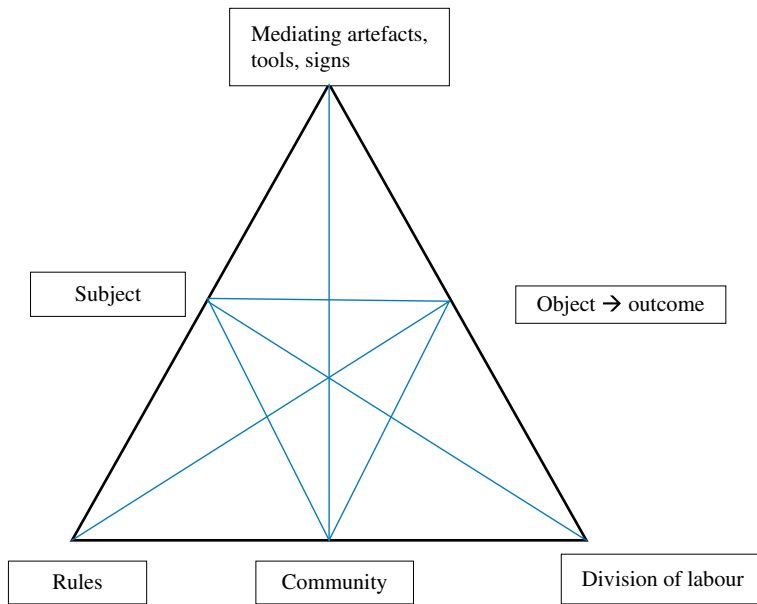 Mediating artefacts,
tools, signs
Subject
Object → outcome
Rules
Community
Division of labour